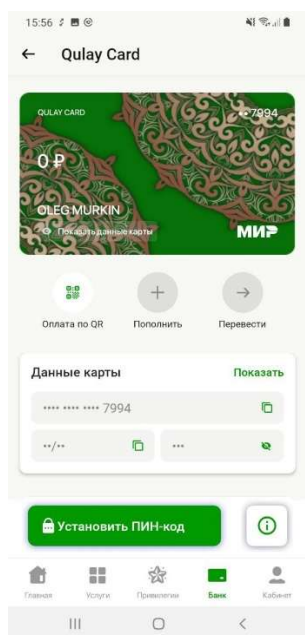 15:56
← Qulay Card
QULAY CARD
••7994
0 ₽
OLEG MURKIN
Показать данные карты
МИР
Оплата по QR
Пополнить
Перевести
Данные карты
Показать
•••• •••• •••• 7994
••/••
•••
Установить ПИН-код
Главная
Услуги
Привилегии
Банк
Кабинет